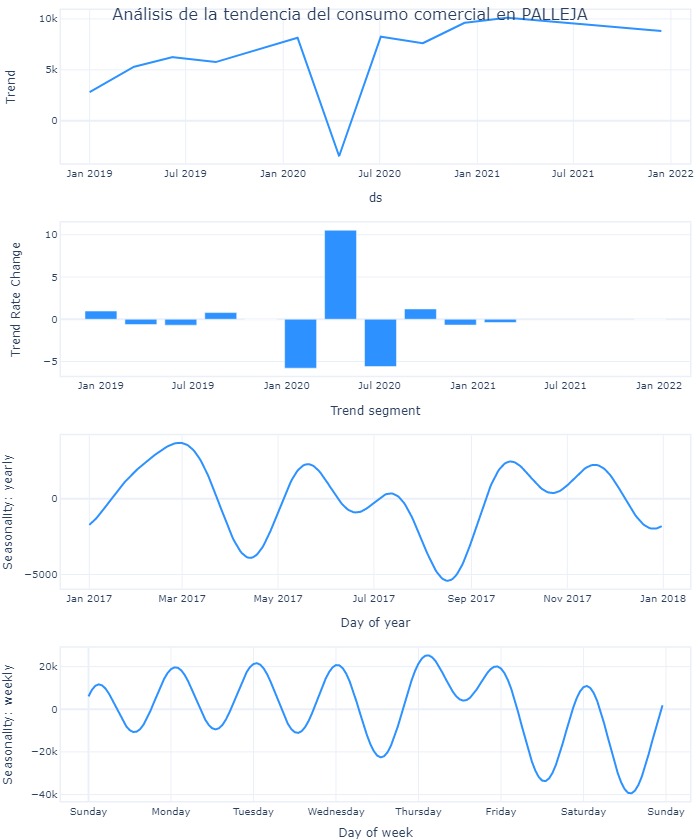 Análisis de la tendencia del consumo comercial en PALLEJA
10k
5k
0
Trend
Jan 2019 Jul 2019 Jan 2020 Jul 2020 Jan 2021 Jul 2021 Jan 2022
ds
10
5
0
−5
Trend Rate Change
Jan 2019 Jul 2019 Jan 2020 Jul 2020 Jan 2021 Jul 2021 Jan 2022
Trend segment
0
−5000
Seasonality: yearly
Jan 2017 Mar 2017 May 2017 Jul 2017 Sep 2017 Nov 2017 Jan 2018
Day of year
20k
0
−20k
−40k
Seasonality: weekly
Sunday Monday Tuesday Wednesday Thursday Friday Saturday Sunday
Day of week